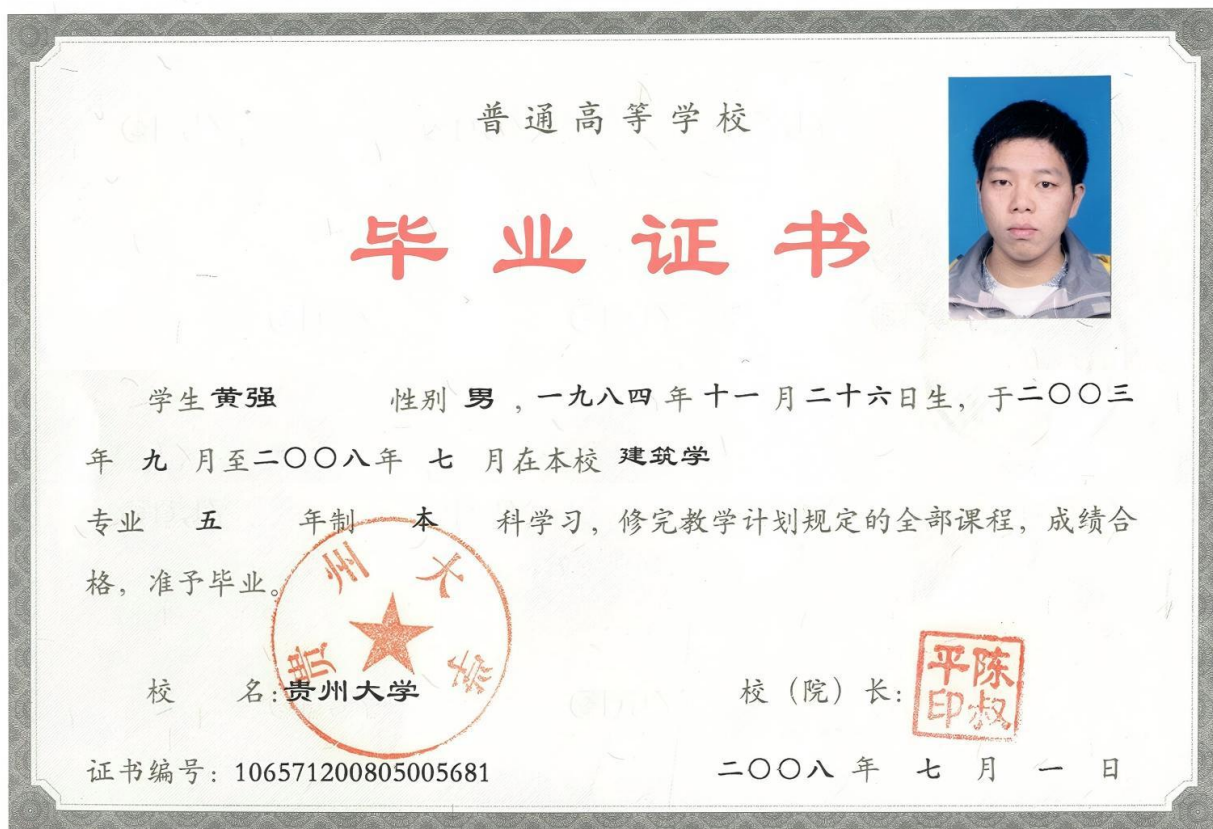 普通高等学校
毕业证书
学生 黄强 性别 男 ，一九八四 年 十一 月 二十六 日生，于 二〇〇三
年 九 月至 二〇〇八 年 七 月在本校 建筑学
专业 五 年制 本 科学习，修完教学计划规定的全部课程，成绩合
格，准予毕业。
贵州大学
校 名：贵州大学
校（院）长：
陈叔平印
证书编号：106571200805005681
二〇〇八 年 七 月 一 日